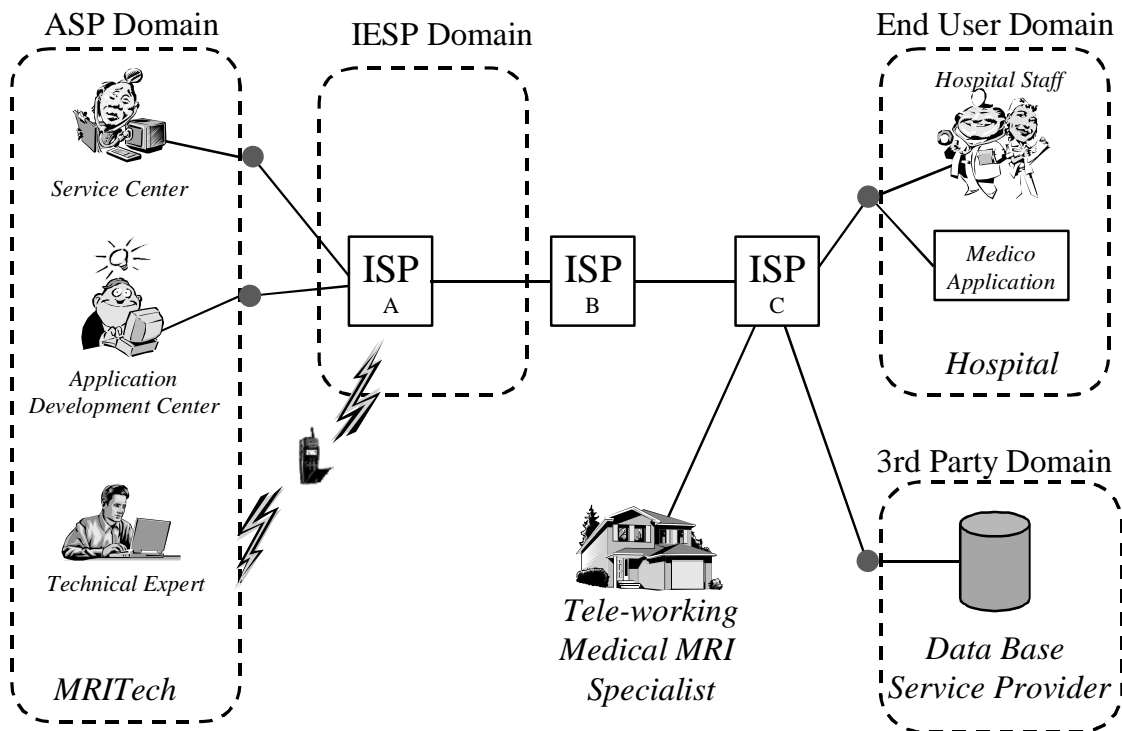 ASP Domain
Service Center
Application
Development Center
Technical Expert
MRITech
IESP Domain
ISP
A
ISP
B
ISP
C
Tele-working
Medical MRI
Specialist
End User Domain
Hospital Staff
Medico
Application
Hospital
3rd Party Domain
Data Base
Service Provider